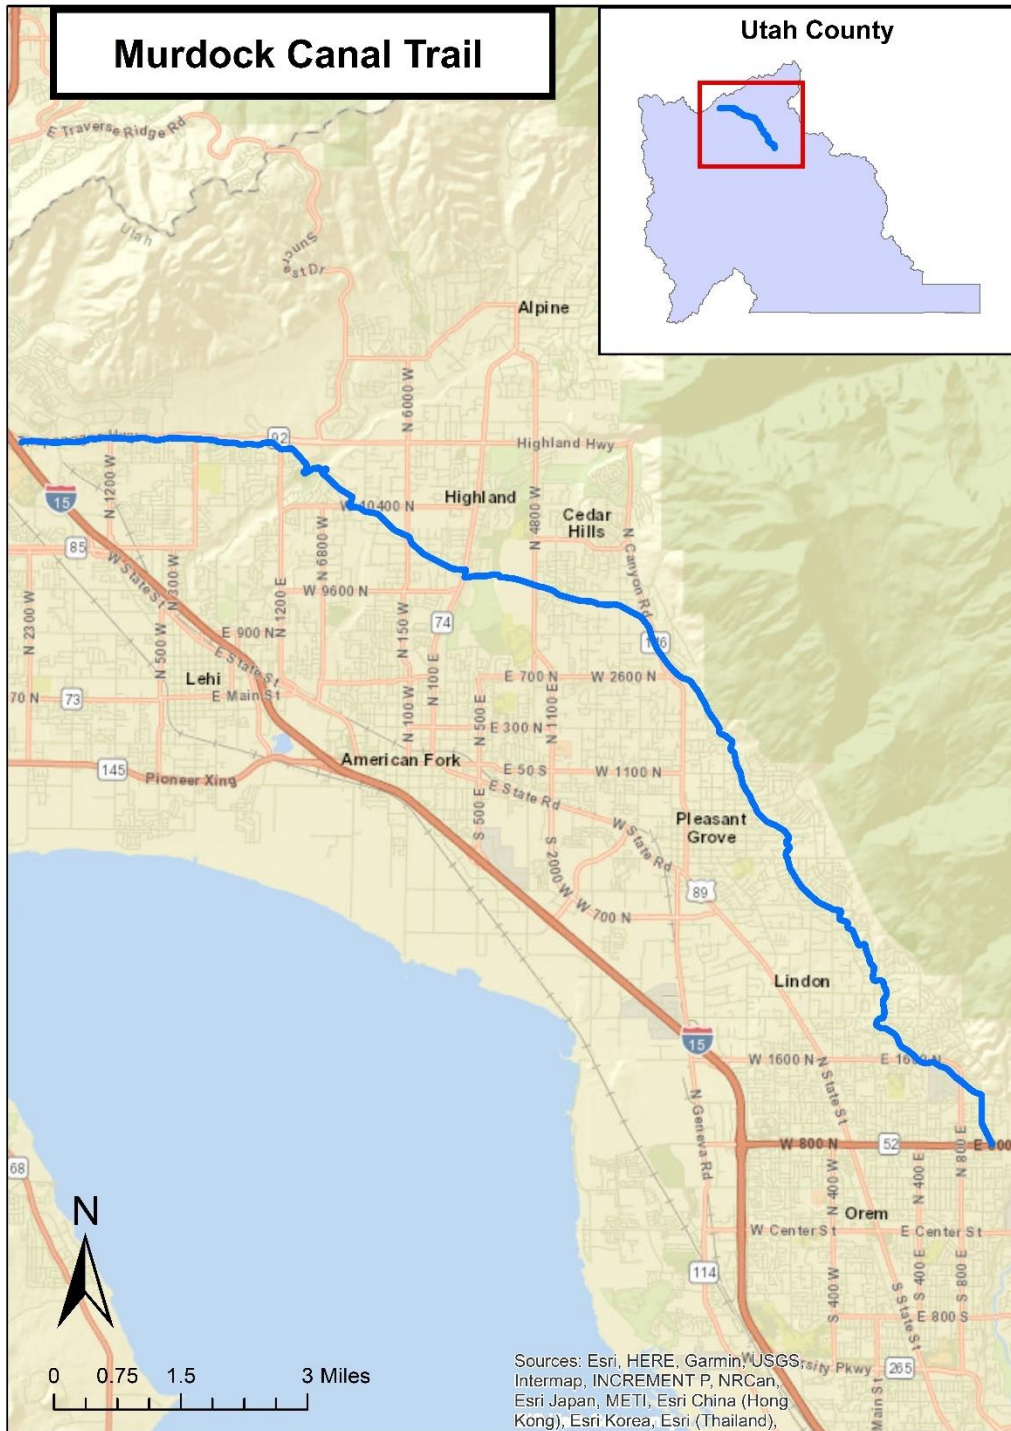 Murdock Canal Trail
Utah County
E Traverse Ridge Rd
Utah
Suncrest Dr
Alpine
N 6000 W
92
Hwy
Highland Hwy
N 1200 W
15
Highland
W 10400 N
Cedar
Hills
N 4800 W
N Canyon Rd
85
W State St
N 300 W
N 6800 W
W 9600 N
N 2300 W
N 500 W
E 900 N
N 1200 E
N 150 W
74
N 100 E
Lehi
E State St
E Main St
70 N
73
N 100 W
N 500 E
E 700 N
W 2600 N
N 1100 E
E 300 N
American Fork
145
Pioneer Xing
E 50 S
W 1100 N
E State Rd
S 500 E
Pleasant
Grove
W State Rd
S 2000 W
89
W 700 N
Lindon
15
W 1600 N
N State St
N Geneva Rd
W 800 N
52
N 800 E
N 400 W
N 400 E
68
Orem
W Center St
E Center St
114
S 400 W
S 400 E
S 800 E
S State St
E 800 S
265
Main St
N
0 0.75 1.5 3 Miles
Sources: Esri, HERE, Garmin, USGS,
Intermap, INCREMENT P, NRCan,
Esri Japan, METI, Esri China (Hong
Kong), Esri Korea, Esri (Thailand),